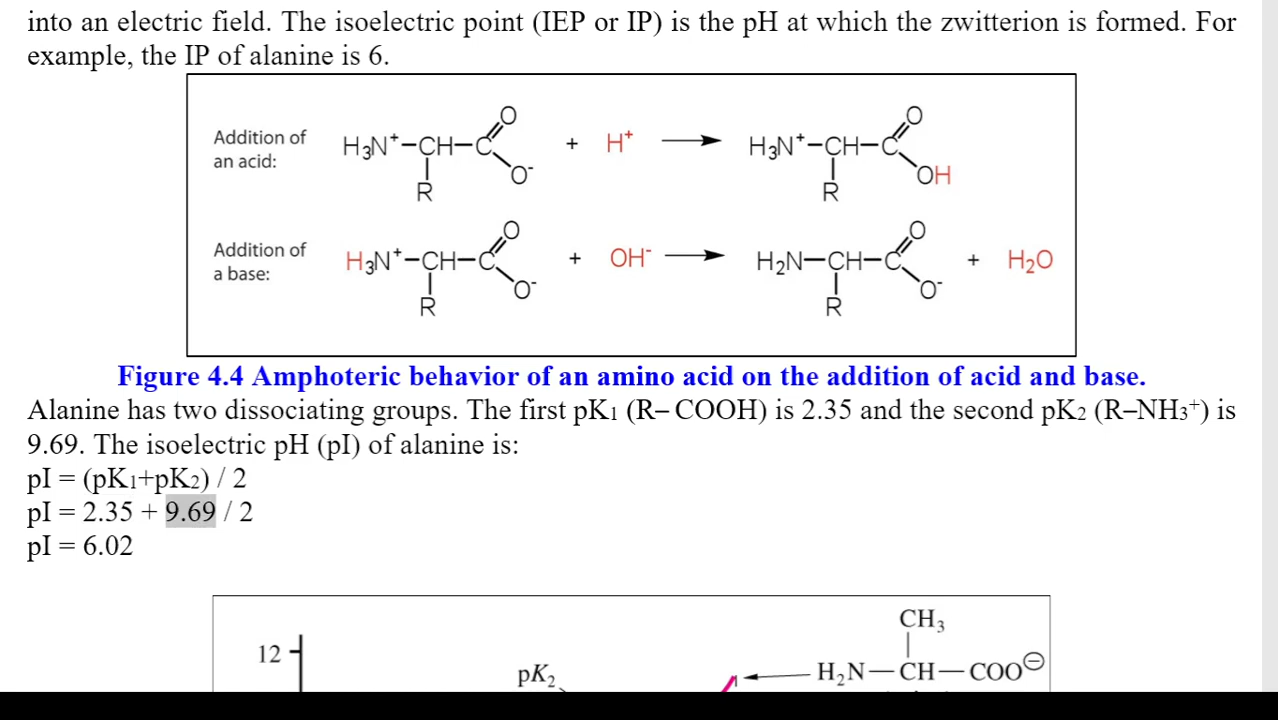 into an electric field. The isoelectric point (IEP or IP) is the pH at which the zwitterion is formed. For
example, the IP of alanine is 6.
Addition of
an acid:
H₃N⁺–CH–C
O
O⁻
R
+ H⁺
H₃N⁺–CH–C
O
OH
R
Addition of
a base:
H₃N⁺–CH–C
O
O⁻
R
+ OH⁻
H₂N–CH–C
O
O⁻
R
+ H₂O
Figure 4.4 Amphoteric behavior of an amino acid on the addition of acid and base.
Alanine has two dissociating groups. The first pK₁ (R– COOH) is 2.35 and the second pK₂ (R–NH₃⁺) is
9.69. The isoelectric pH (pI) of alanine is:
pI = (pK₁+pK₂) / 2
pI = 2.35 + 9.69 / 2
pI = 6.02
CH₃
12
pK₂
H₂N–CH–COO⊖